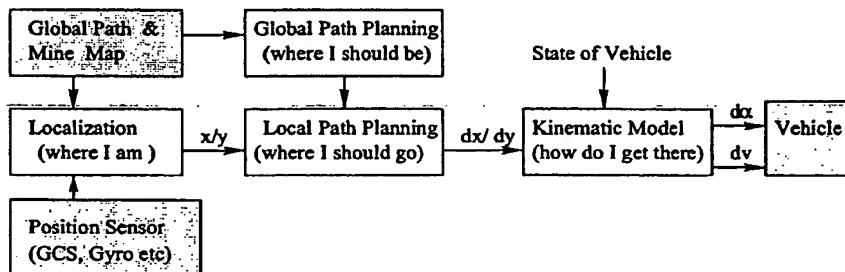 Global Path &
Mine Map
Global Path Planning
(where I should be)
State of Vehicle
Localization
(where I am )
x/y
Local Path Planning
(where I should go)
dx/ dy
Kinematic Model
(how do I get there)
dα
dv
Vehicle
Position Sensor
(GCS, Gyro etc)